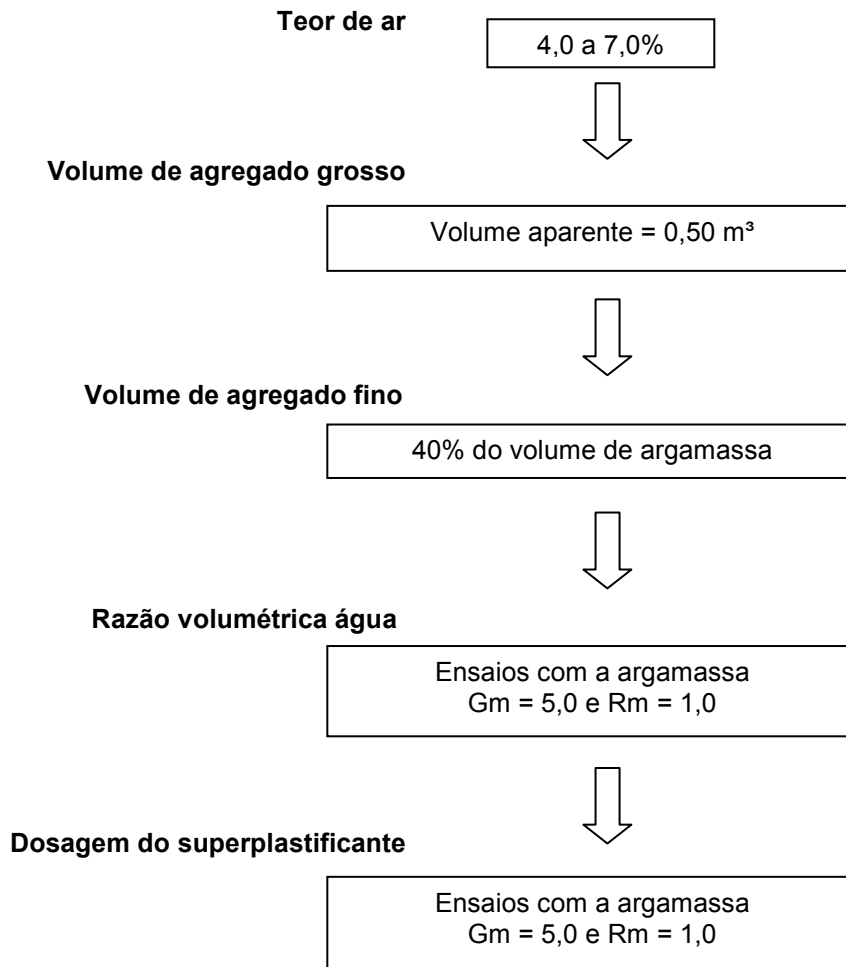 Teor de ar
4,0 a 7,0%
Volume de agregado grosso
Volume aparente = 0,50 m³
Volume de agregado fino
40% do volume de argamassa
Razão volumétrica água
Ensaios com a argamassa
Gm = 5,0 e Rm = 1,0
Dosagem do superplastificante
Ensaios com a argamassa
Gm = 5,0 e Rm = 1,0